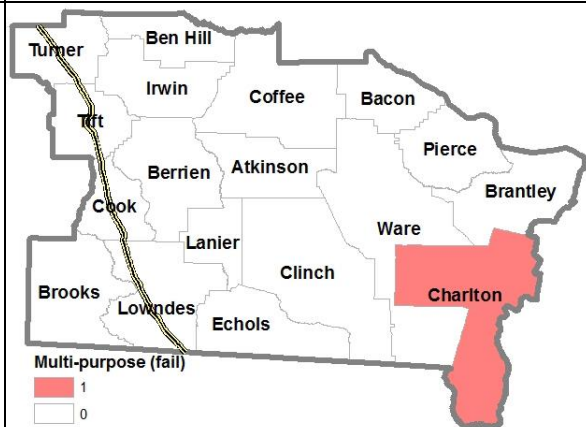 Turner
Ben Hill
Irwin
Coffee
Bacon
Tift
Pierce
Berrien
Atkinson
Brantley
Cook
Ware
Lanier
Clinch
Charlton
Brooks
Lowndes
Echols
Multi-purpose (fail)
1
0